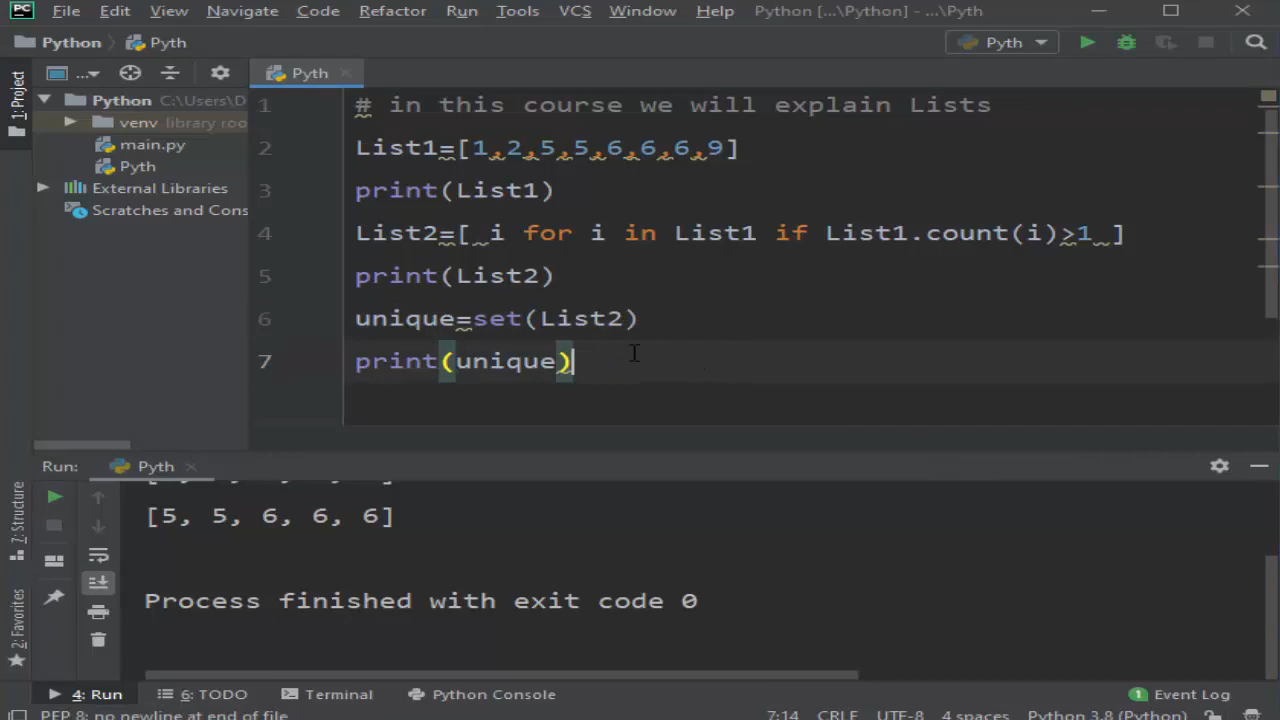 PC File Edit View Navigate Code Refactor Run Tools VCS Window Help Python [...\Python] - ...\Pyth
Python Pyth Pyth
1: Project
...
Pyth
Python C:\Users\D
venv library roo
main.py
Pyth
External Libraries
Scratches and Cons
1 # in this course we will explain Lists
2 List1=[1,2,5,5,6,6,6,9]
3 print(List1)
4 List2=[ i for i in List1 if List1.count(i)>1 ]
5 print(List2)
6 unique=set(List2)
7 print(unique)
Run: Pyth
[5, 5, 6, 6, 6]
Process finished with exit code 0
7: Structure
2: Favorites
4: Run 6: TODO Terminal Python Console 1 Event Log
PEP 8: no newline at end of file 7:14 CRLF UTF-8 4 spaces Python 3.8 (Python)